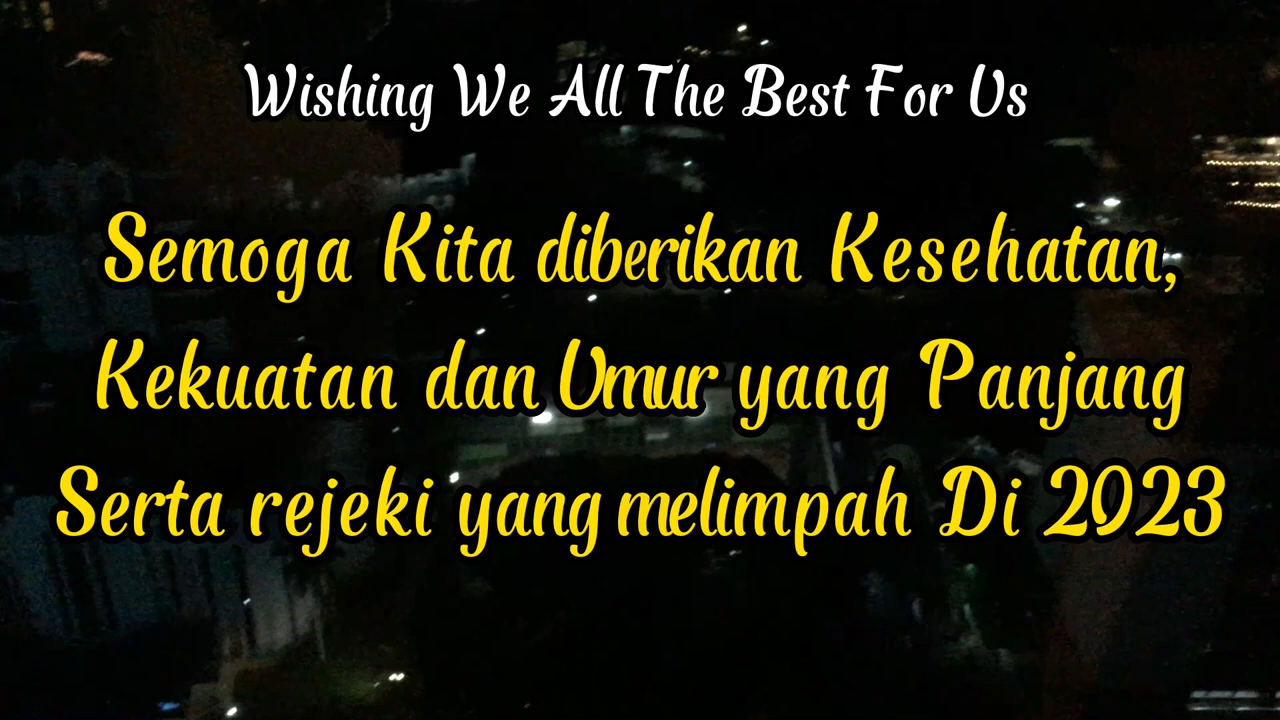 Wishing We All The Best For Us
Semoga Kita diberikan Kesehatan,
Kekuatan dan Umur yang Panjang
Serta rejeki yang melimpah Di 2023